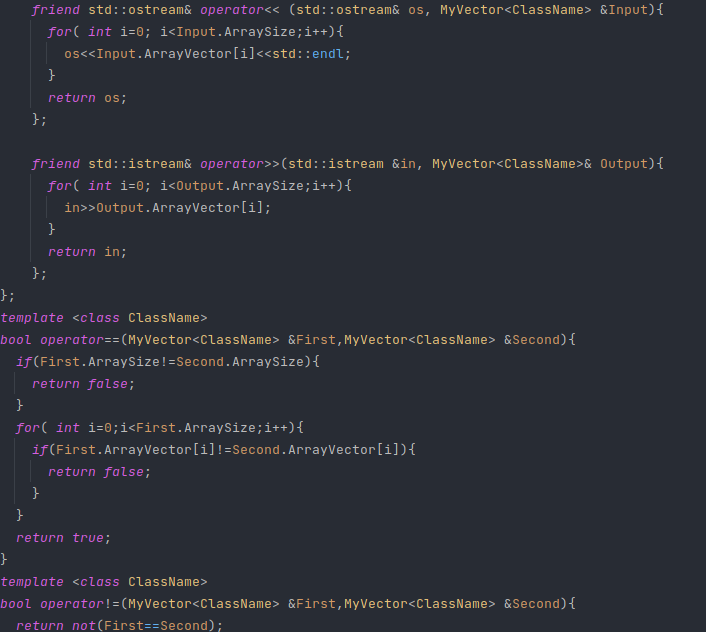 friend std::ostream& operator<< (std::ostream& os, MyVector<ClassName> &Input){
for( int i=0; i<Input.ArraySize;i++){
os<<Input.ArrayVector[i]<<std::endl;
}
return os;
};
friend std::istream& operator>>(std::istream &in, MyVector<ClassName>& Output){
for( int i=0; i<Output.ArraySize;i++){
in>>Output.ArrayVector[i];
}
return in;
};
};
template <class ClassName>
bool operator==(MyVector<ClassName> &First,MyVector<ClassName> &Second){
if(First.ArraySize!=Second.ArraySize){
return false;
}
for( int i=0;i<First.ArraySize;i++){
if(First.ArrayVector[i]!=Second.ArrayVector[i]){
return false;
}
}
return true;
}
template <class ClassName>
bool operator!=(MyVector<ClassName> &First,MyVector<ClassName> &Second){
return not(First==Second);